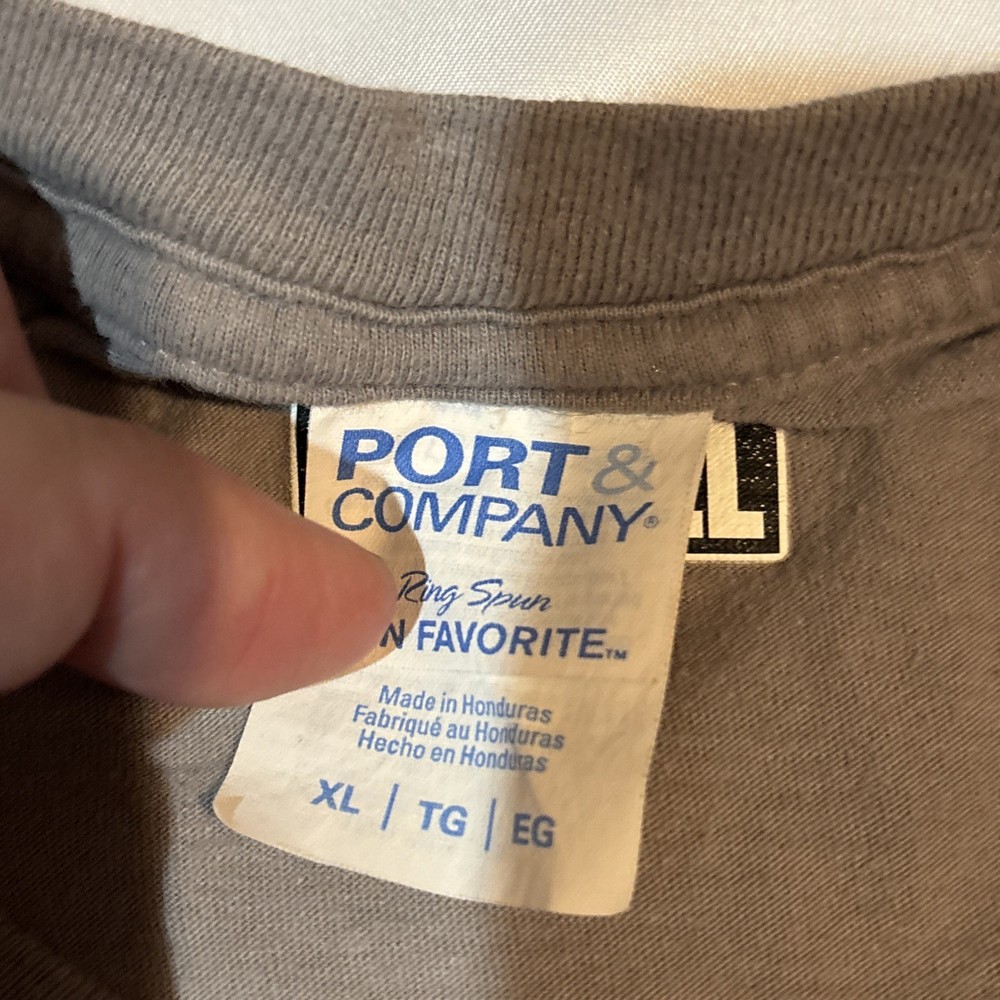 PORT &
COMPANY®
Ring Spun
N FAVORITE™
Made in Honduras
Fabriqué au Honduras
Hecho en Honduras
XL | TG | EG